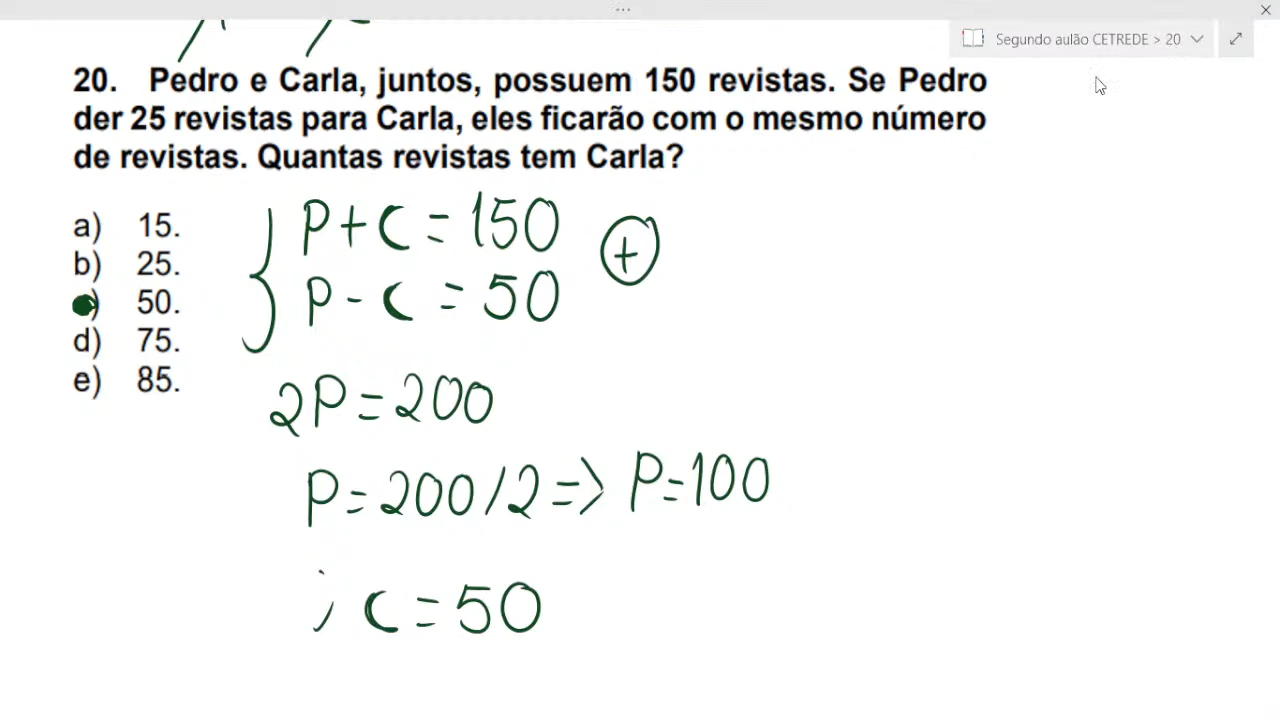 Segundo aulão CETREDE > 20
20. Pedro e Carla, juntos, possuem 150 revistas. Se Pedro
der 25 revistas para Carla, eles ficarão com o mesmo número
de revistas. Quantas revistas tem Carla?
a) 15.
b) 25.
) 50.
d) 75.
e) 85.
P+C=150
P-C=50
+
2P=200
P=200/2=>P=100
; C=50